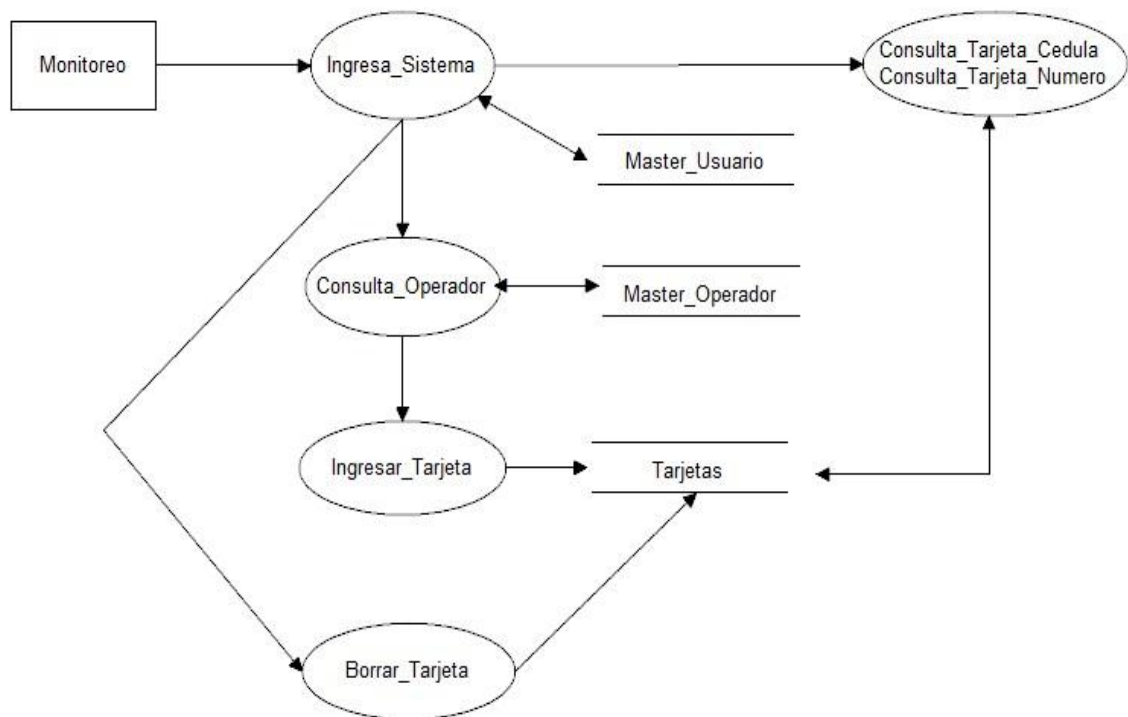 Monitoreo
Ingresa_Sistema
Consulta_Tarjeta_Cedula
Consulta_Tarjeta_Numero
Master_Usuario
Consulta_Operador
Master_Operador
Ingresar_Tarjeta
Tarjetas
Borrar_Tarjeta